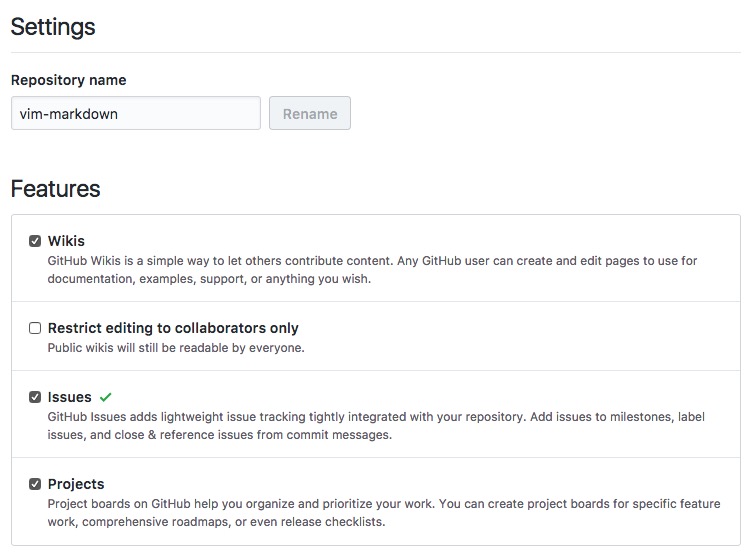 Settings
Repository name
vim-markdown
Rename
Features
Wikis
GitHub Wikis is a simple way to let others contribute content. Any GitHub user can create and edit pages to use for
documentation, examples, support, or anything you wish.
Restrict editing to collaborators only
Public wikis will still be readable by everyone.
Issues
GitHub Issues adds lightweight issue tracking tightly integrated with your repository. Add issues to milestones, label
issues, and close & reference issues from commit messages.
Projects
Project boards on GitHub help you organize and prioritize your work. You can create project boards for specific feature
work, comprehensive roadmaps, or even release checklists.